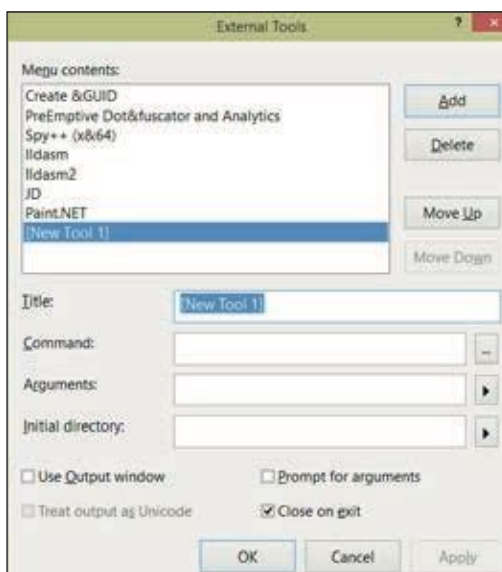 External Tools
?
x
Menu contents:
Create &GUID
PreEmptive Dot&fuscator and Analytics
Spy++ (x&64)
Ildasm
Ildasm2
JD
Paint.NET
[New Tool 1]
Add
Delete
Move Up
Move Down
Title:
[New Tool 1]
Command:
...
Arguments:
Initial directory:
Use Output window
Prompt for arguments
Treat output as Unicode
Close on exit
OK
Cancel
Apply